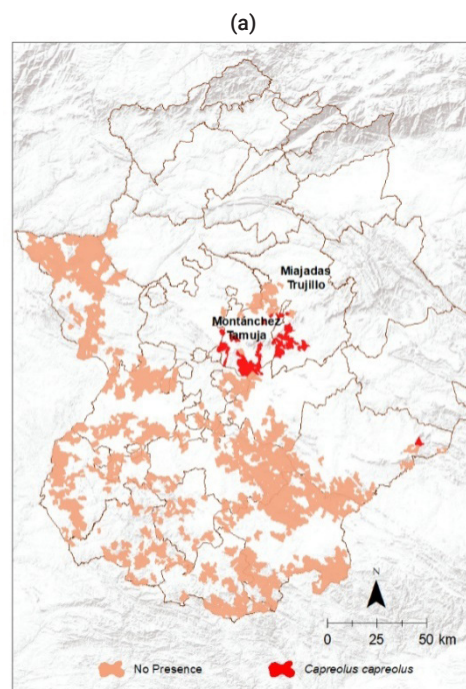 (a)
Miajadas
Trujillo
Montánchez
Tamuja
N
0 25 50 km
No Presence
Capreolus capreolus